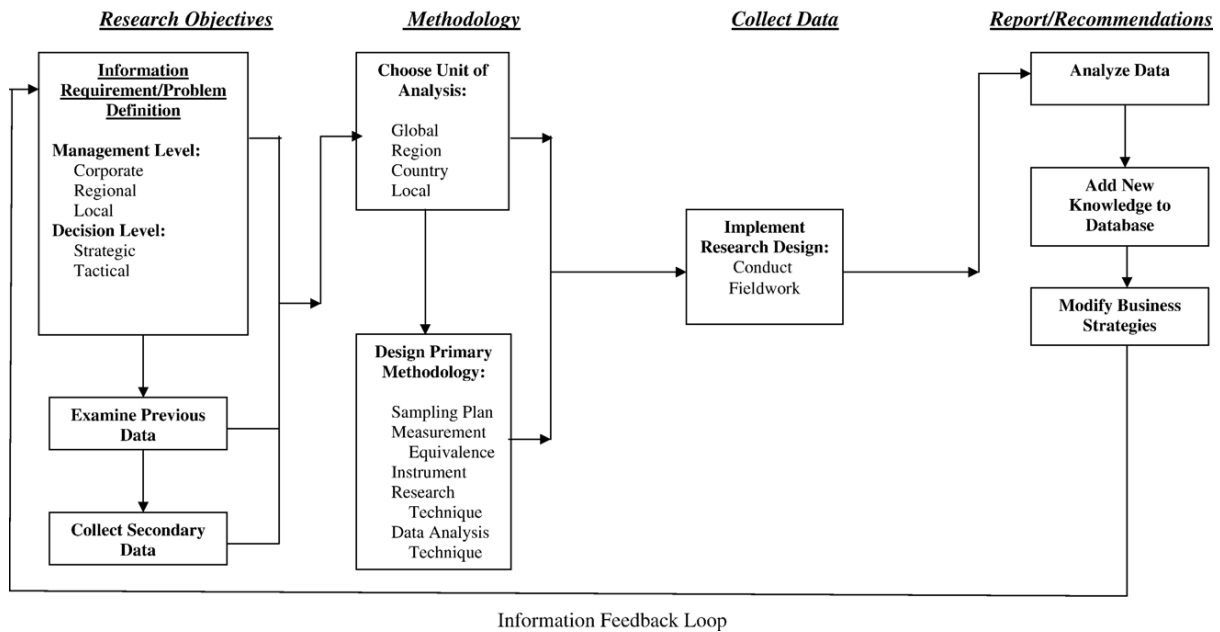 Research Objectives
Methodology
Collect Data
Report/Recommendations
Information
Requirement/Problem
Definition
Management Level:
Corporate
Regional
Local
Decision Level:
Strategic
Tactical
Examine Previous
Data
Collect Secondary
Data
Choose Unit of
Analysis:
Global
Region
Country
Local
Design Primary
Methodology:
Sampling Plan
Measurement
Equivalence
Instrument
Research
Technique
Data Analysis
Technique
Implement
Research Design:
Conduct
Fieldwork
Analyze Data
Add New
Knowledge to
Database
Modify Business
Strategies
Information Feedback Loop